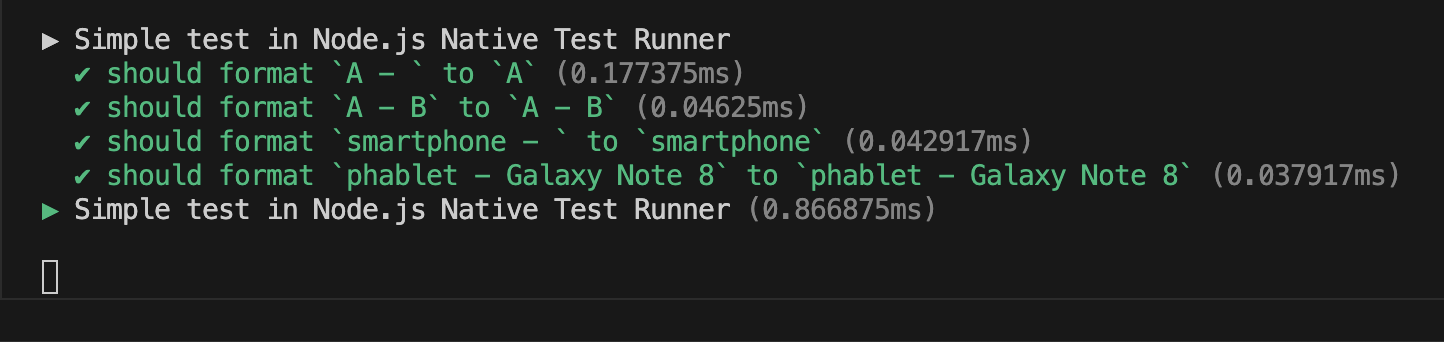 ▶ Simple test in Node.js Native Test Runner
✔ should format `A - ` to `A` (0.177375ms)
✔ should format `A - B` to `A - B` (0.04625ms)
✔ should format `smartphone - ` to `smartphone` (0.042917ms)
✔ should format `phablet - Galaxy Note 8` to `phablet - Galaxy Note 8` (0.037917ms)
▶ Simple test in Node.js Native Test Runner (0.866875ms)